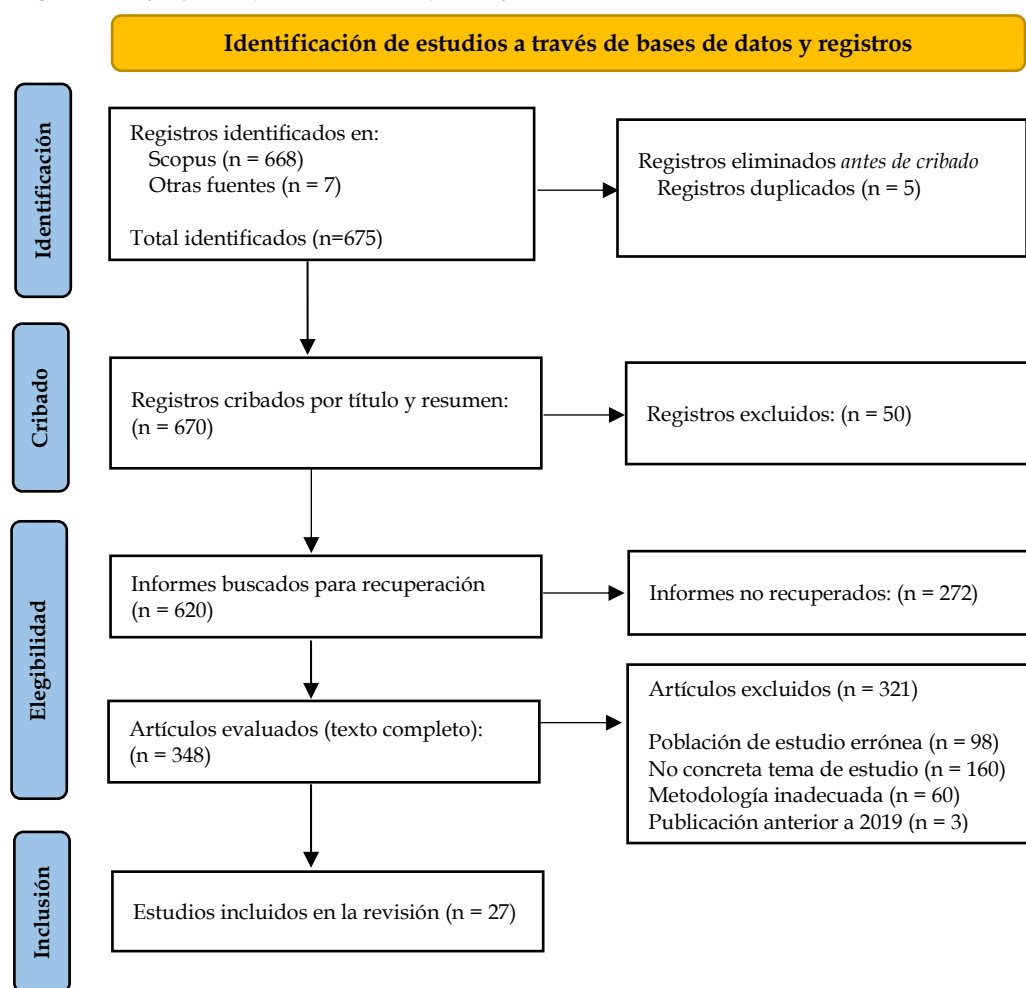 Identificación de estudios a través de bases de datos y registros
Identificación
Registros identificados en:
Scopus (n = 668)
Otras fuentes (n = 7)
Total identificados (n=675)
Registros eliminados antes de cribado
Registros duplicados (n = 5)
Cribado
Registros cribados por título y resumen:
(n = 670)
Registros excluidos: (n = 50)
Elegibilidad
Informes buscados para recuperación
(n = 620)
Informes no recuperados: (n = 272)
Artículos evaluados (texto completo):
(n = 348)
Artículos excluidos (n = 321)
Población de estudio errónea (n = 98)
No concreta tema de estudio (n = 160)
Metodología inadecuada (n = 60)
Publicación anterior a 2019 (n = 3)
Inclusión
Estudios incluidos en la revisión (n = 27)